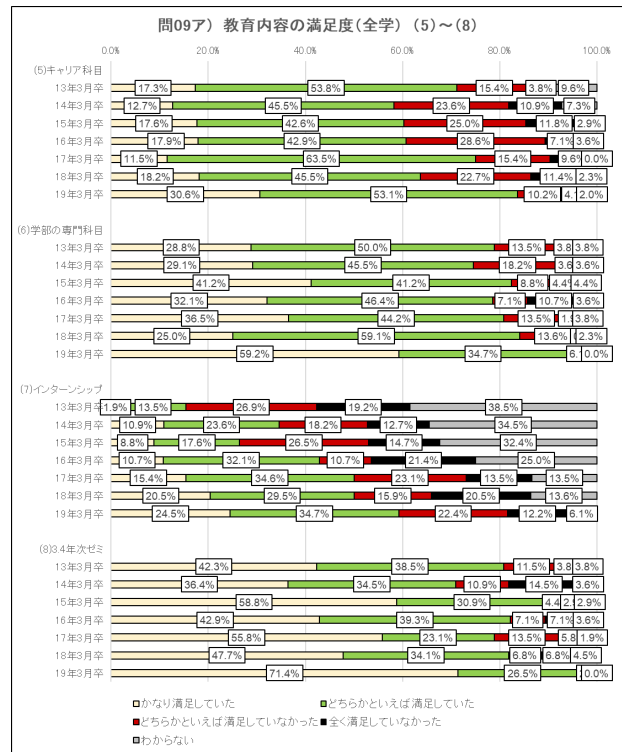 問09ア）教育内容の満足度（全学）（5）～（8）
0.0% 20.0% 40.0% 60.0% 80.0% 100.0%
(5)キャリア科目
13年3月卒 17.3% 53.8% 15.4% 3.8% 9.6%
14年3月卒 12.7% 45.5% 23.6% 10.9% 7.3%
15年3月卒 17.6% 42.6% 25.0% 11.8% 2.9%
16年3月卒 17.9% 42.9% 28.6% 7.1% 3.6%
17年3月卒 11.5% 63.5% 15.4% 9.6% 0.0%
18年3月卒 18.2% 45.5% 22.7% 11.4% 2.3%
19年3月卒 30.6% 53.1% 10.2% 4.1 2.0%
(6)学部の専門科目
13年3月卒 28.8% 50.0% 13.5% 3.8 3.8%
14年3月卒 29.1% 45.5% 18.2% 3.6 3.6%
15年3月卒 41.2% 41.2% 8.8% 4.4% 4.4%
16年3月卒 32.1% 46.4% 7.1% 10.7% 3.6%
17年3月卒 36.5% 44.2% 13.5% 1.9 3.8%
18年3月卒 25.0% 59.1% 13.6% 2.3%
19年3月卒 59.2% 34.7% 6.1 0.0%
(7)インターンシップ
13年3月卒 1.9% 13.5% 26.9% 19.2% 38.5%
14年3月卒 10.9% 23.6% 18.2% 12.7% 34.5%
15年3月卒 8.8% 17.6% 26.5% 14.7% 32.4%
16年3月卒 10.7% 32.1% 10.7% 21.4% 25.0%
17年3月卒 15.4% 34.6% 23.1% 13.5% 13.5%
18年3月卒 20.5% 29.5% 15.9% 20.5% 13.6%
19年3月卒 24.5% 34.7% 22.4% 12.2% 6.1%
(8)3.4年次ゼミ
13年3月卒 42.3% 38.5% 11.5% 3.8 3.8%
14年3月卒 36.4% 34.5% 10.9% 14.5% 3.6%
15年3月卒 58.8% 30.9% 4.4 2.9%
16年3月卒 42.9% 39.3% 7.1% 7.1% 3.6%
17年3月卒 55.8% 23.1% 13.5% 5.8 1.9%
18年3月卒 47.7% 34.1% 6.8% 6.8% 4.5%
19年3月卒 71.4% 26.5% 0.0%
かなり満足していた どちらかといえば満足していた
どちらかといえば満足していなかった 全く満足していなかった
わからない